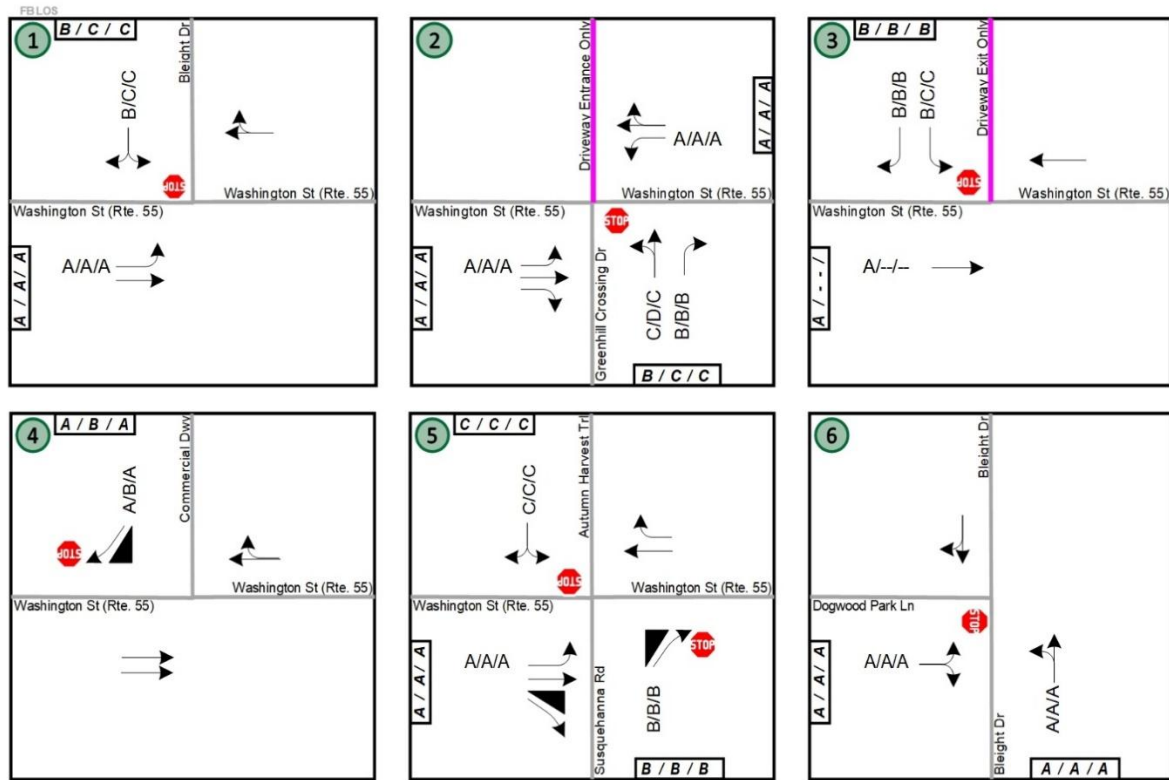 FB LOS
1
B / C / C
Bleight Dr
B/C/C
STOP
Washington St (Rte. 55)
Washington St (Rte. 55)
A/A/A
A / A / A
2
Driveway Entrance Only
A/A/A
A / A / A
Washington St (Rte. 55)
Washington St (Rte. 55)
STOP
A/A/A
A / A / A
Greenhill Crossing Dr
C/D/C
B/B/B
B / C / C
3
B / B / B
Driveway Exit Only
B/B/B
B/C/C
STOP
Washington St (Rte. 55)
A/--/--
A / - - /
4
A / B / A
Commercial Dwy
A/B/A
STOP
Washington St (Rte. 55)
Washington St (Rte. 55)
5
C / C / C
Autumn Harvest Trl
C/C/C
STOP
Washington St (Rte. 55)
Washington St (Rte. 55)
A/A/A
A / A / A
Susquehanna Rd
STOP
B/B/B
B / B / B
6
Bleight Dr
Dogwood Park Ln
STOP
A/A/A
A / A / A
Bleight Dr
A/A/A
A / A / A